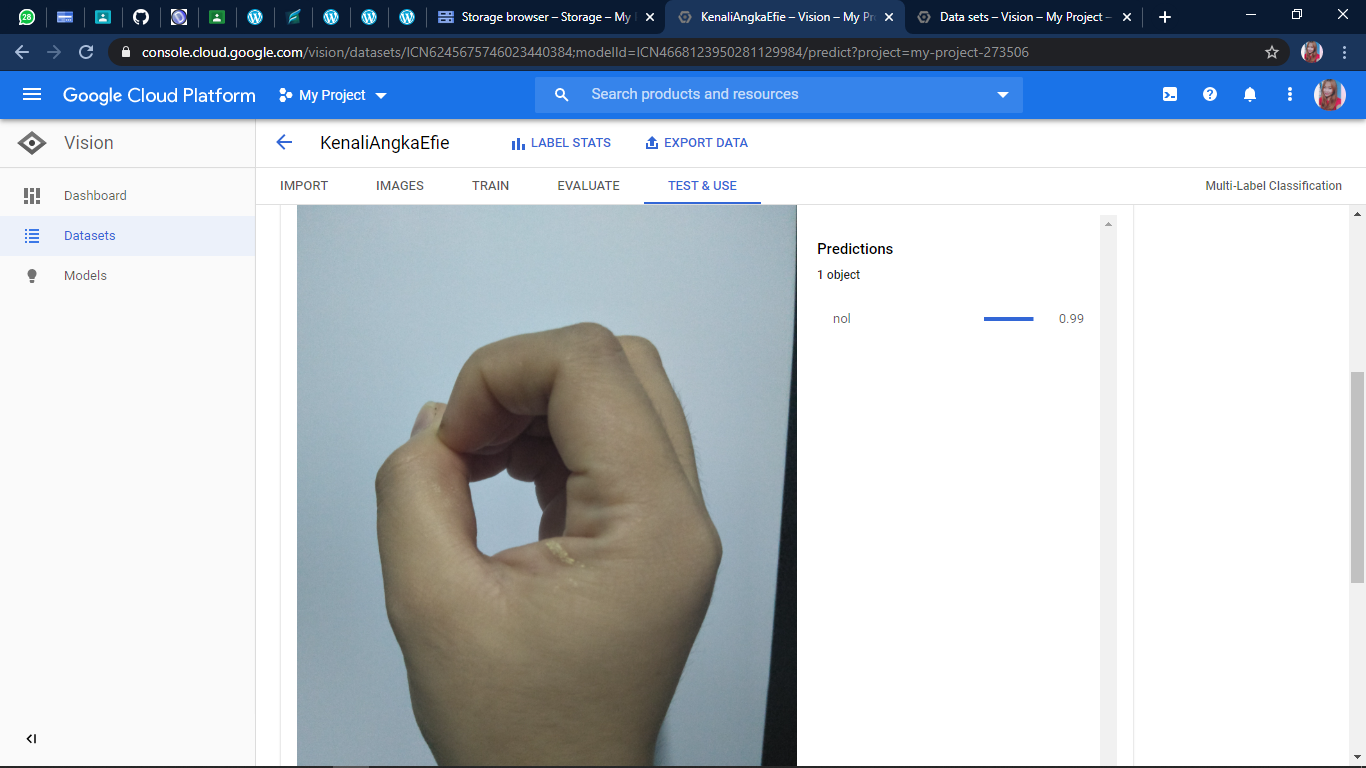 28
Storage browser – Storage – My
KenaliAngkaEfie – Vision – My Pr
Data sets – Vision – My Project –
console.cloud.google.com/vision/datasets/ICN6245675746023440384;modelId=ICN4668123950281129984/predict?project=my-project-273506
Google Cloud Platform
My Project
Search products and resources
Vision
KenaliAngkaEfie
LABEL STATS
EXPORT DATA
IMPORT
IMAGES
TRAIN
EVALUATE
TEST & USE
Multi-Label Classification
Dashboard
Datasets
Models
Predictions
1 object
nol
0.99